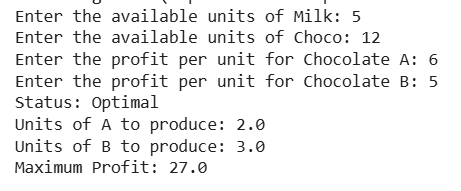 Enter the available units of Milk: 5
Enter the available units of Choco: 12
Enter the profit per unit for Chocolate A: 6
Enter the profit per unit for Chocolate B: 5
Status: Optimal
Units of A to produce: 2.0
Units of B to produce: 3.0
Maximum Profit: 27.0